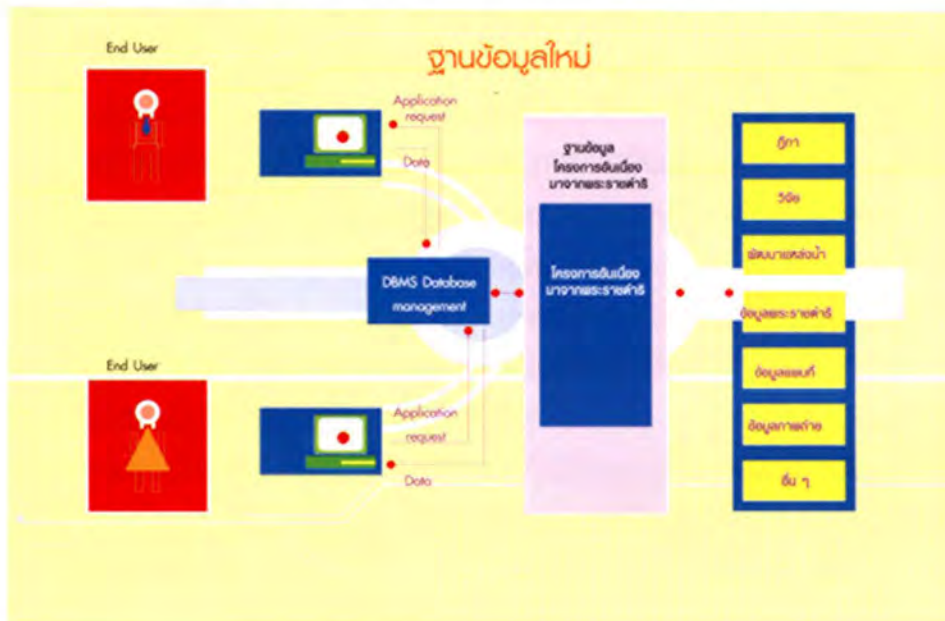 ฐานข้อมูลใหม่
End User
Application
request
Data
DBMS Database
management
End User
Application
request
Data
ฐานข้อมูล
โครงการอันเนื่อง
มาจากพระราชดำริ
โครงการอันเนื่อง
มาจากพระราชดำริ
ฎีกา
วิจัย
พัฒนาแหล่งน้ำ
ข้อมูลพระราชดำริ
ข้อมูลแผนที่
ข้อมูลภาพถ่าย
อื่น ๆ